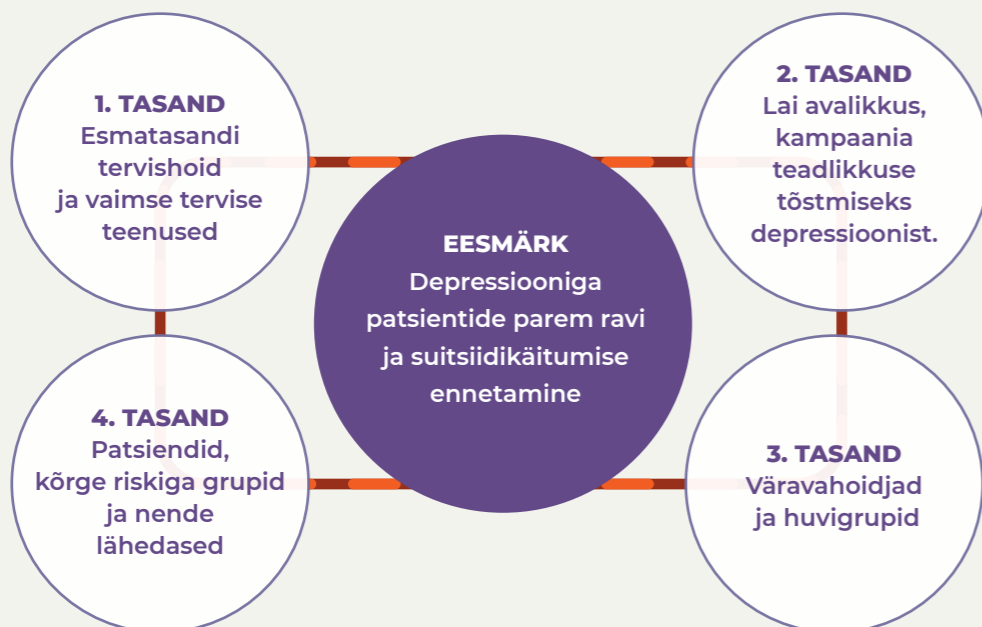 1. TASAND
Esmatasandi
tervishoid
ja vaimse tervise
teenused
2. TASAND
Lai avalikkus,
kampaania
teadlikkuse
tõstmiseks
depressioonist.
EESMÄRK
Depressiooniga
patsientide parem ravi
ja suitsiidikäitumise
ennetamine
4. TASAND
Patsiendid,
kõrge riskiga grupid
ja nende
lähedased
3. TASAND
Väravahoidjad
ja huvigrupid